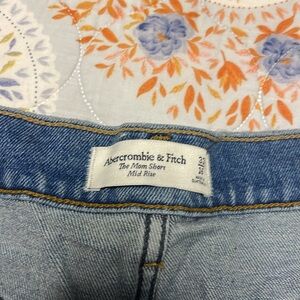 Abercrombie & Fitch
The Mom Short
Mid Rise